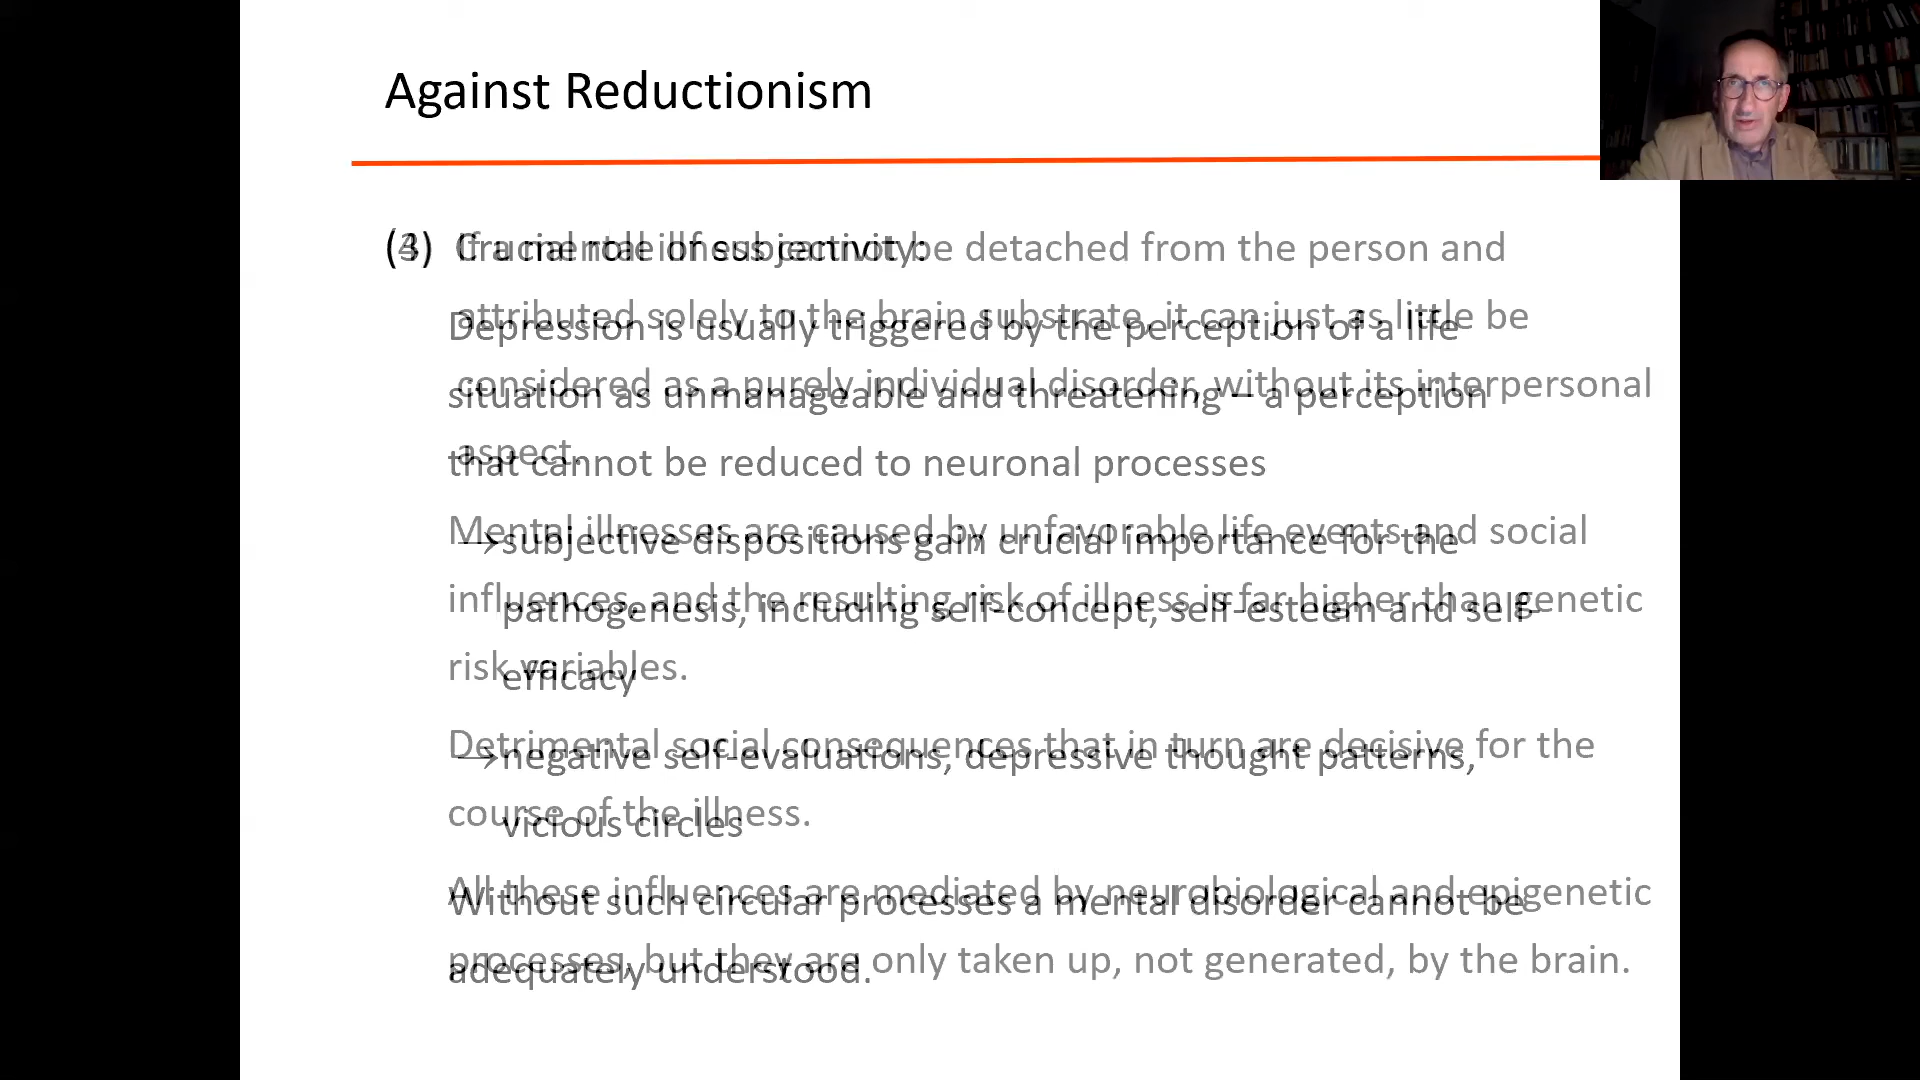 Against Reductionism
(3) Crucial role of subjectivity:
Depression is usually triggered by the perception of a life
situation as unmanageable and threatening – a perception
that cannot be reduced to neuronal processes
→subjective dispositions gain crucial importance for the
pathogenesis, including self-concept, self-esteem and self-
efficacy
→negative self-evaluations, depressive thought patterns,
vicious circles
Without such circular processes a mental disorder cannot be
adequately understood.
(4) If a mental illness cannot be detached from the person and
attributed solely to the brain substrate, it can just as little be
considered as a purely individual disorder, without its interpersonal
aspect.
Mental illnesses are caused by unfavorable life events and social
influences, and the resulting risk of illness is far higher than genetic
risk variables.
Detrimental social consequences that in turn are decisive for the
course of the illness.
All these influences are mediated by neurobiological and epigenetic
processes, but they are only taken up, not generated, by the brain.